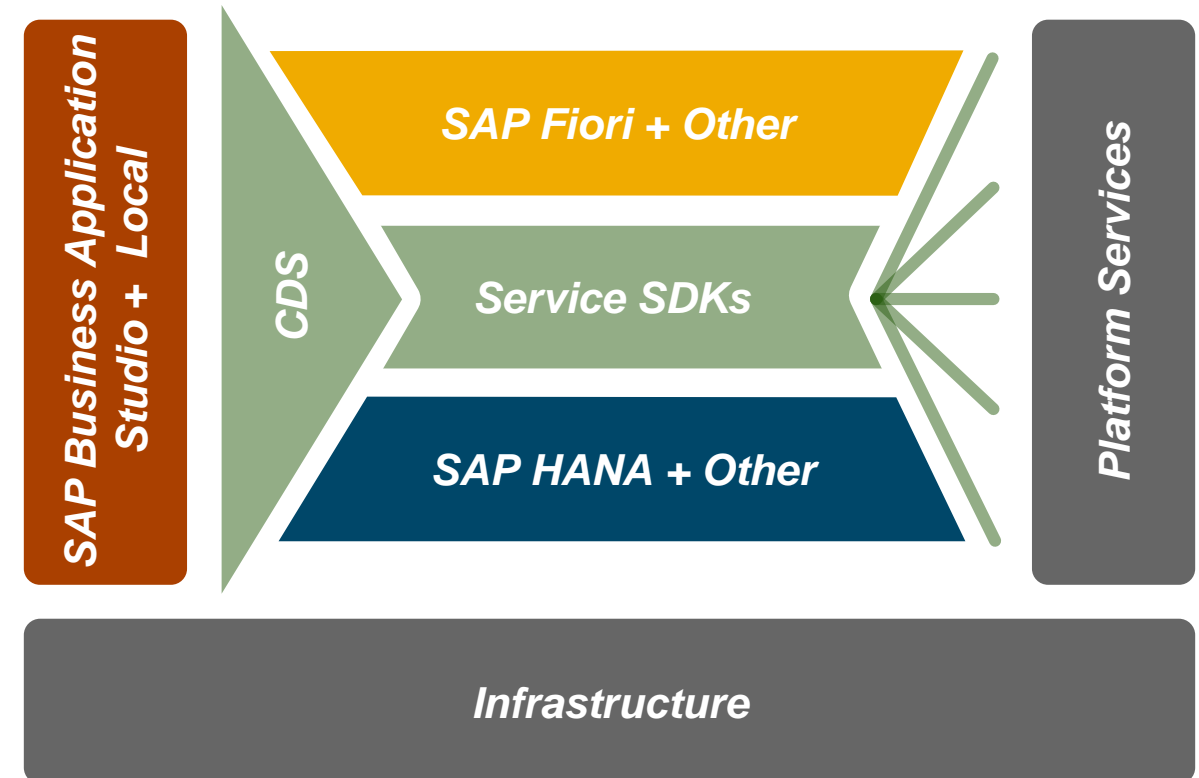 SAP Business Application
Studio + Local
CDS
SAP Fiori + Other
Service SDKs
SAP HANA + Other
Platform Services
Infrastructure